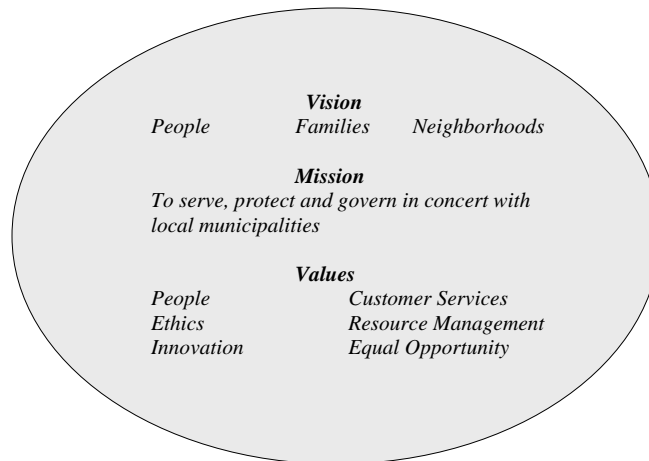 Vision
People Families Neighborhoods
Mission
To serve, protect and govern in concert with
local municipalities
Values
People Customer Services
Ethics Resource Management
Innovation Equal Opportunity